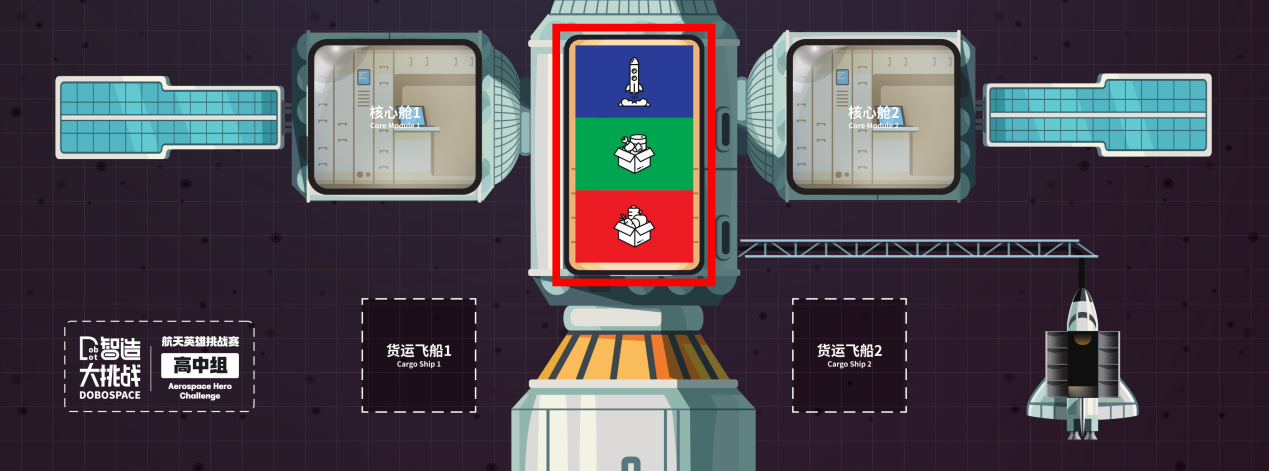 核心舱1
Core Module 1
核心舱2
Core Module 2
货运飞船1
Cargo Ship 1
货运飞船2
Cargo Ship 2
Dobot
智造
大挑战
DOBOSPACE
航天英雄挑战赛
高中组
Aerospace Hero
Challenge